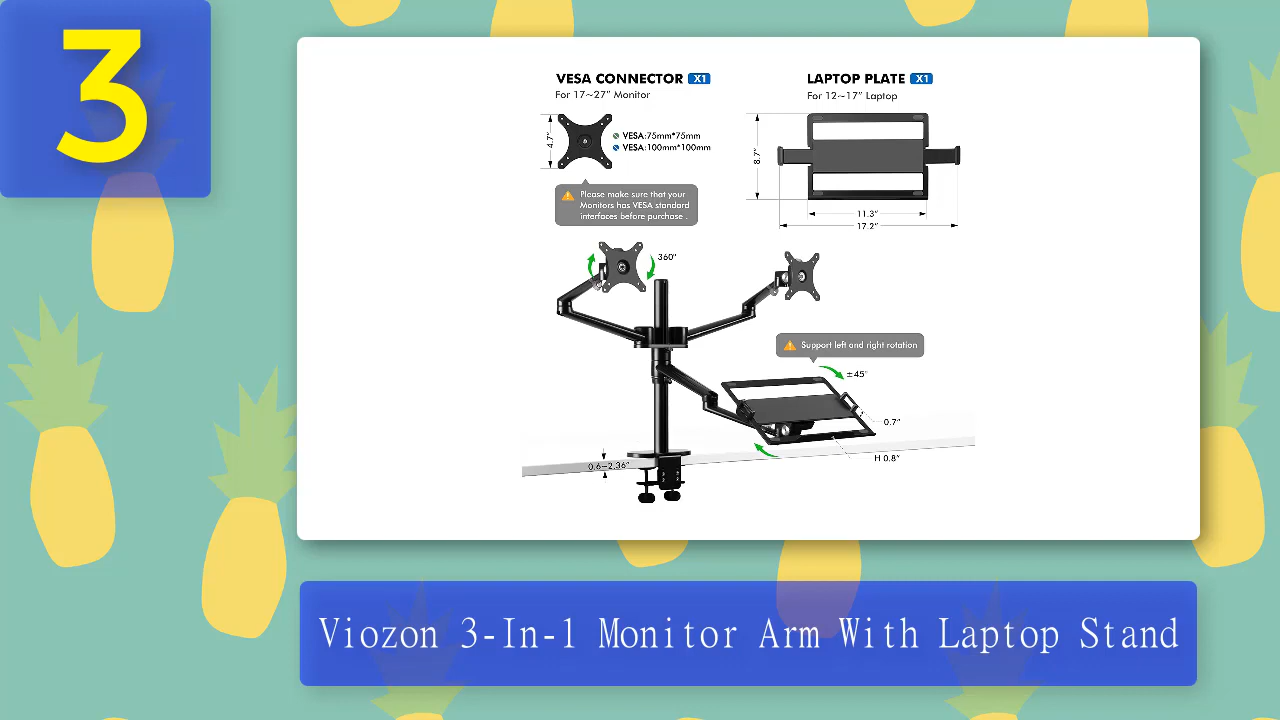 3
VESA CONNECTOR X1
For 17~27" Monitor
4.7"
VESA:75mm*75mm
VESA:100mm*100mm
Please make sure that your
Monitors has VESA standard
interfaces before purchase .
LAPTOP PLATE X1
For 12~17" Laptop
8.7"
11.3"
17.2"
360°
Support left and right rotation
±45°
0.7"
H 0.8"
0.6~2.36"
Viozon 3-In-1 Monitor Arm With Laptop Stand